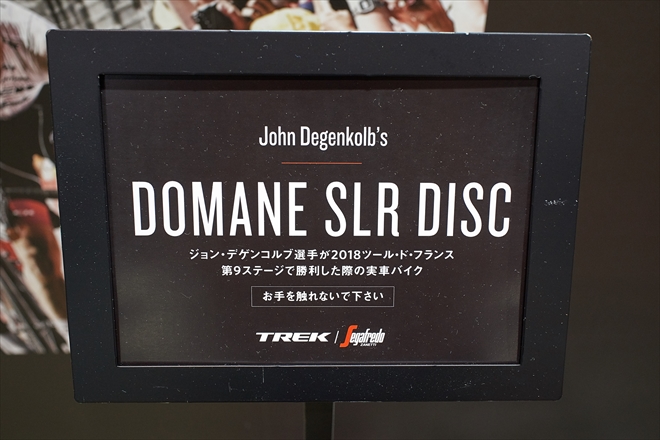 John Degenkolb's
DOMANE SLR DISC
ジョン・デゲンコルブ選手が2018ツール・ド・フランス
第9ステージで勝利した際の実車バイク
お手を触れないで下さい
TREK / Segafredo
ZANETTI